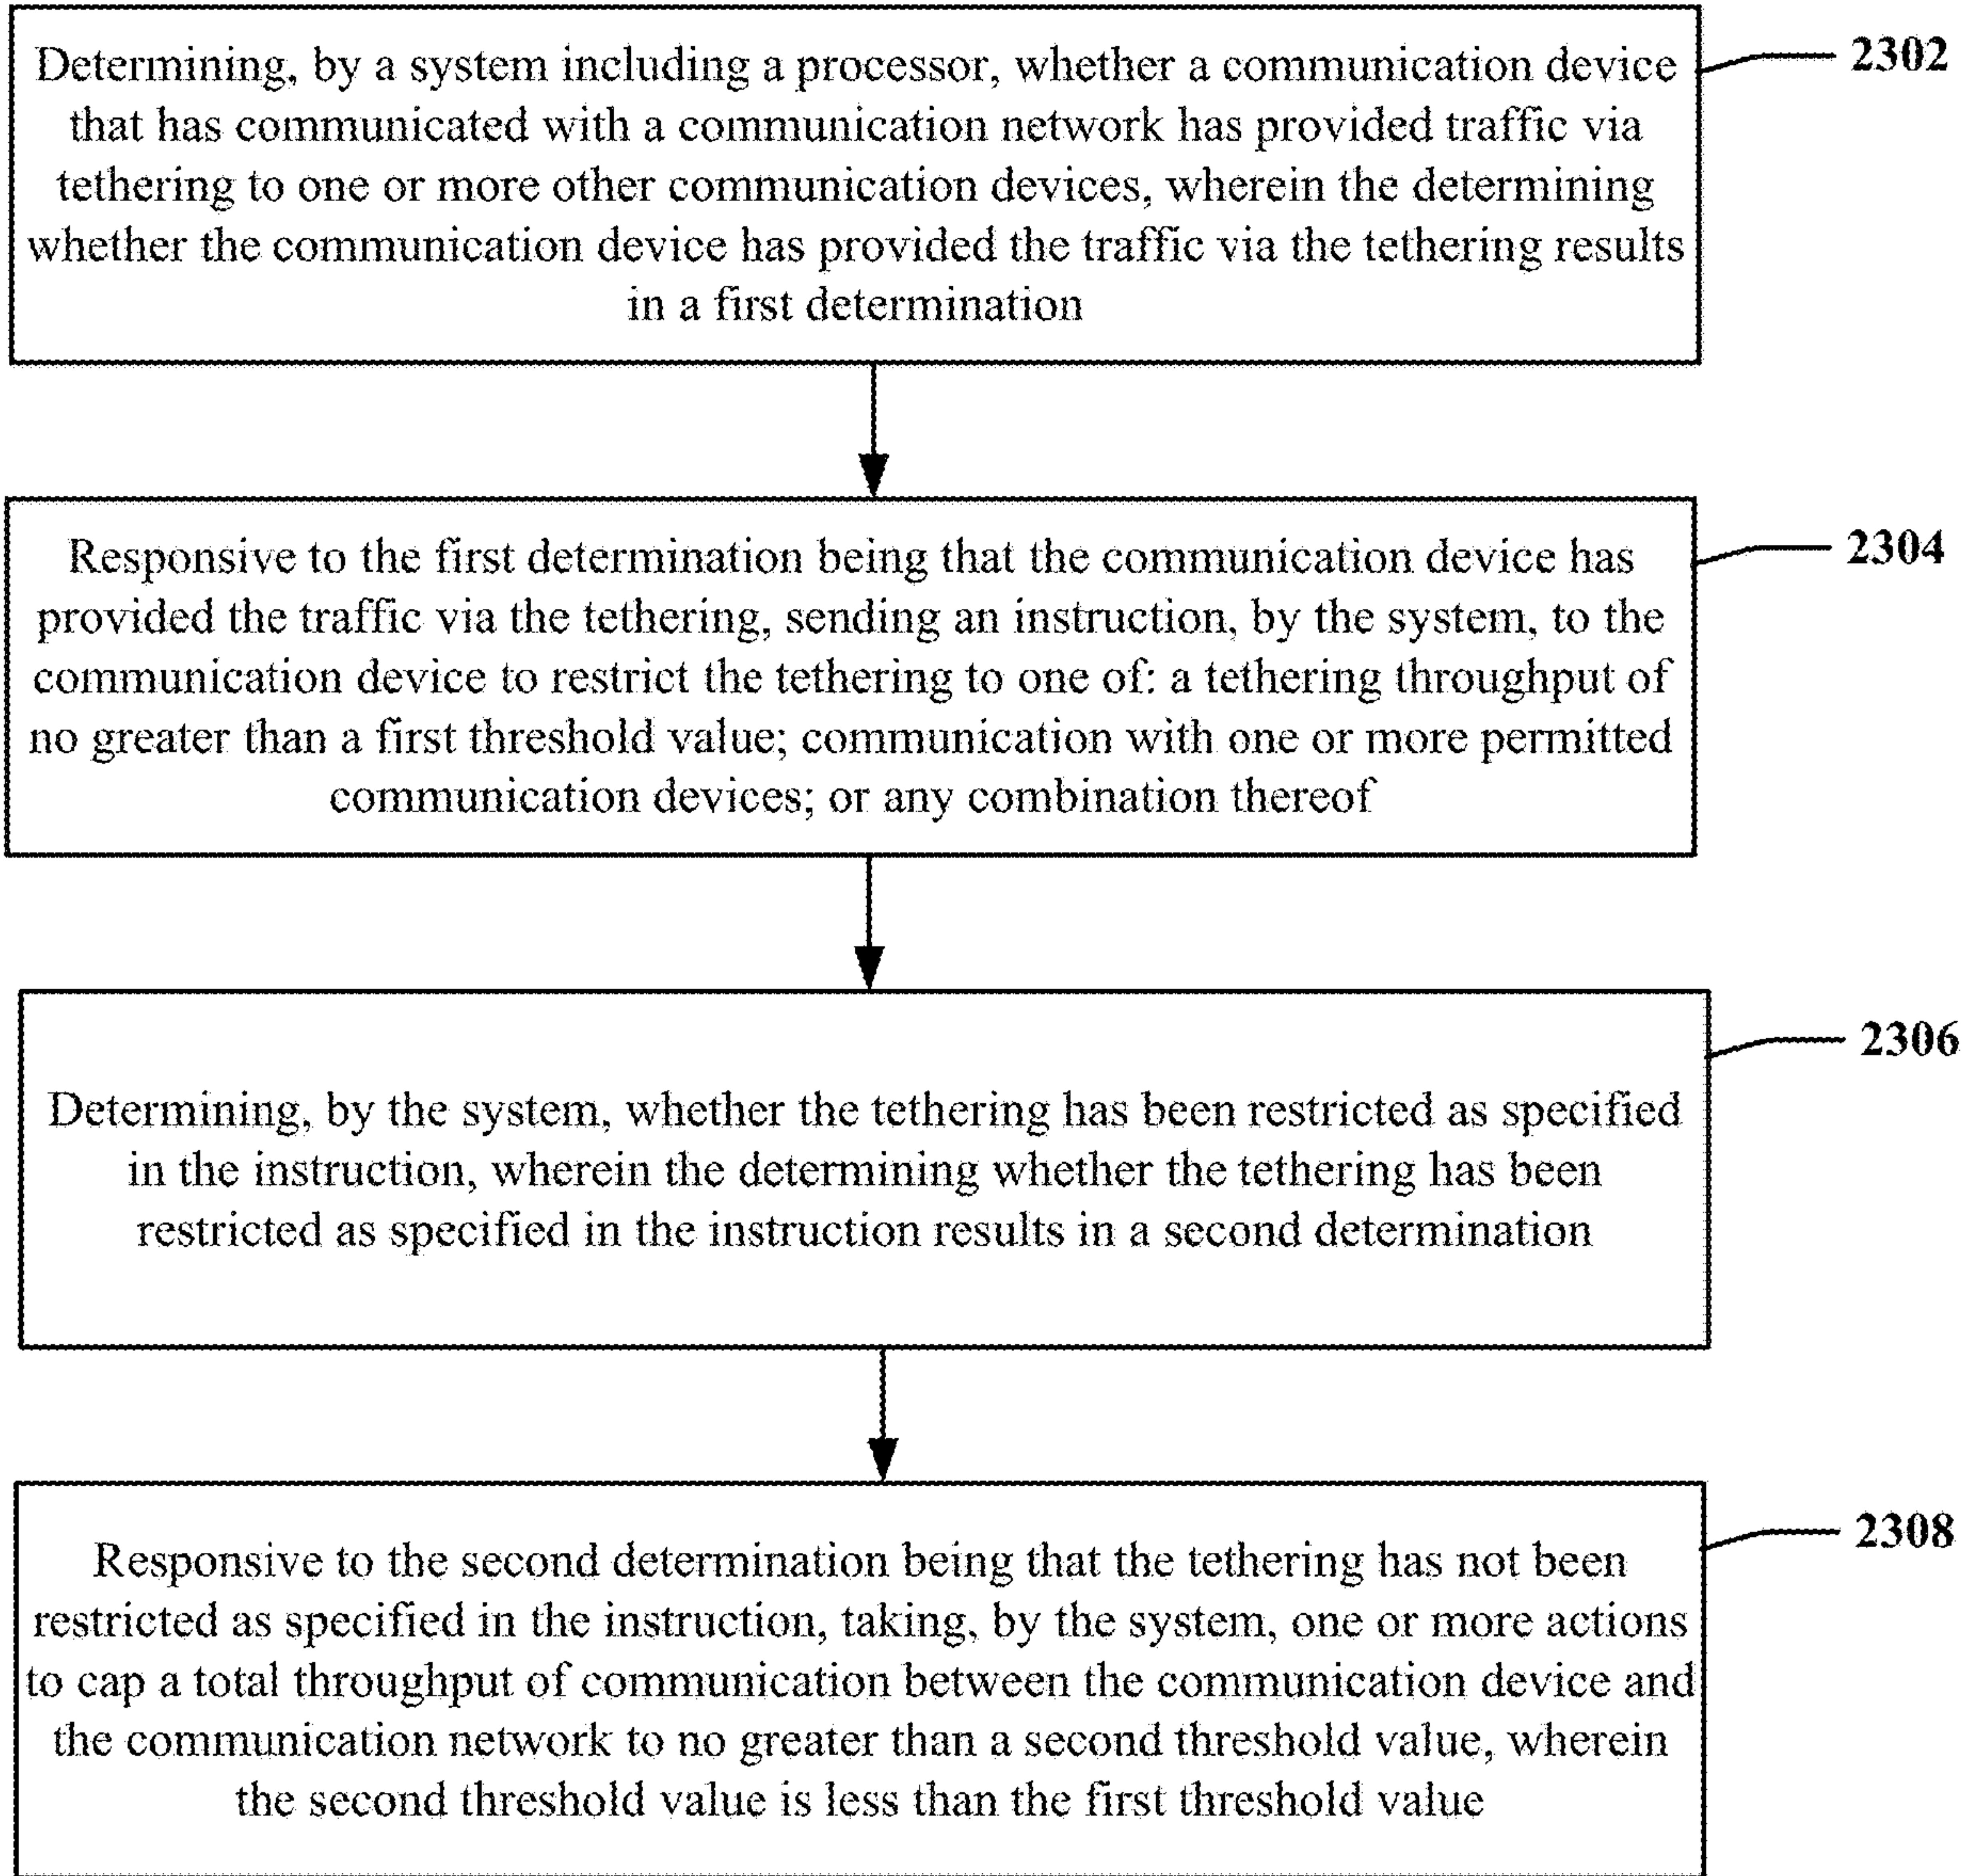 Determining, by a system including a processor, whether a communication device
2302
that has communicated with a communication network has provided traffic via
tethering to one or more other communication devices, wherein the determining
whether the communication device has provided the traffic via the tethering results
in a first determination
Responsive to the first determination being that the communication device has
2304
provided the traffic via the tethering, sending an instruction, by the system, to the
communication device to restrict the tethering to one of: a tethering throughput of
no greater than a first threshold value; communication with one or more permitted
communication devices; or any combination thereof
2306
Determining, by the system, whether the tethering has been restricted as specified
in the instruction, wherein the determining whether the tethering has been
restricted as specified in the instruction results in a second determination
2308
Responsive to the second determination being that the tethering has not been
restricted as specified in the instruction, taking, by the system, one or more actions
to cap a total throughput of communication between the communication device and
the communication network to no greater than a second threshold value, wherein
the second threshold value is less than the first threshold value